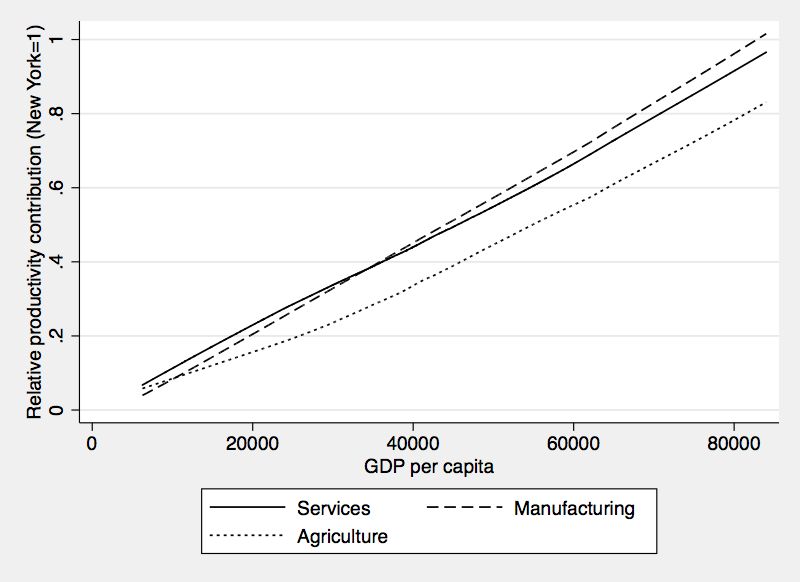 Relative productivity contribution (New York=1)
1
.8
.6
.4
.2
0
0 20000 40000 60000 80000
GDP per capita
Services Manufacturing
Agriculture